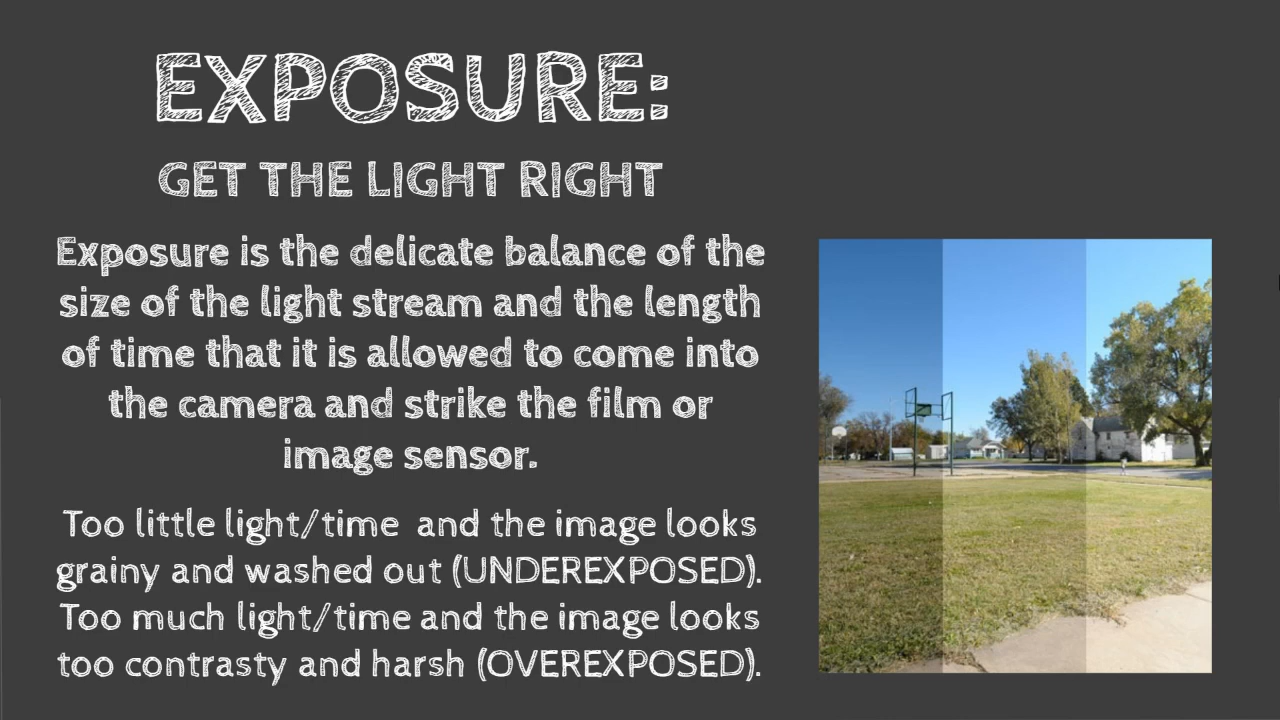 EXPOSURE:
GET THE LIGHT RIGHT
Exposure is the delicate balance of the
size of the light stream and the length
of time that it is allowed to come into
the camera and strike the film or
image sensor.
Too little light/time and the image looks
grainy and washed out (UNDEREXPOSED).
Too much light/time and the image looks
too contrasty and harsh (OVEREXPOSED).